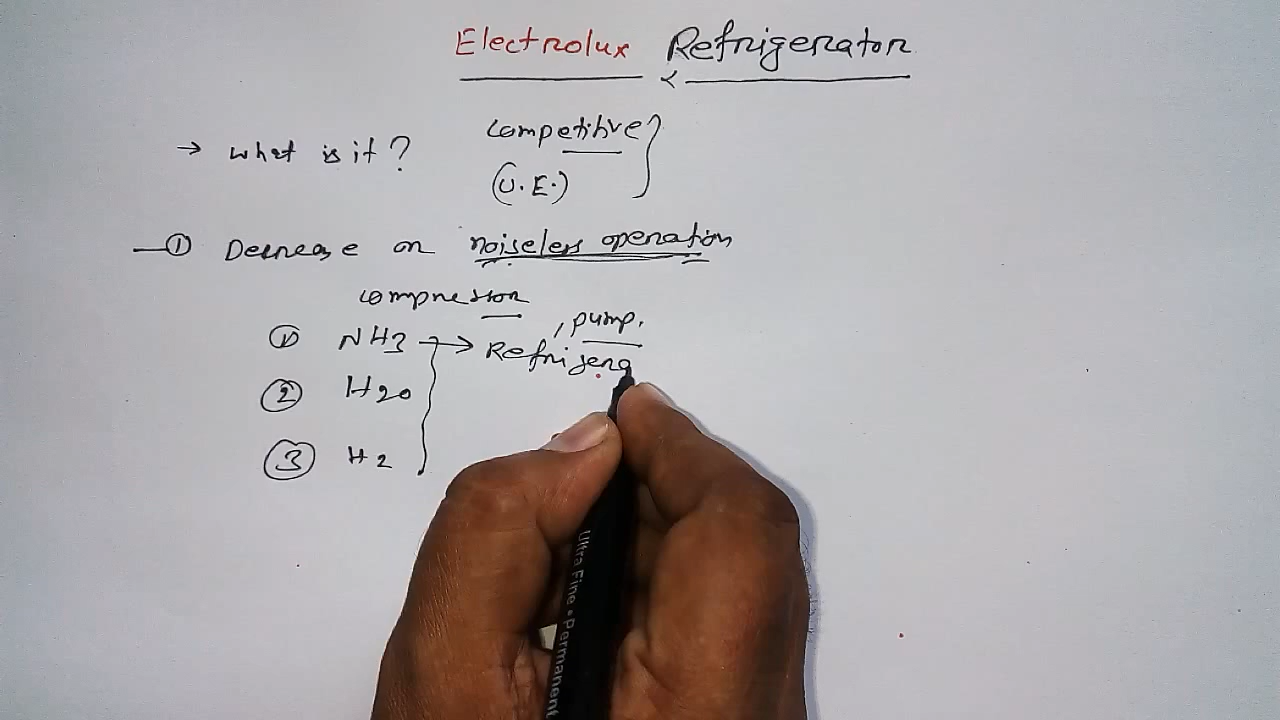 Electrolux Refrigerator
→ what is it?
competitive
(U.E.)
① Decrease on noiseless operation
compressor
, pump.
① NH3 → Refrigera
② H2O
③ H2
Ultra Fine • Permanent